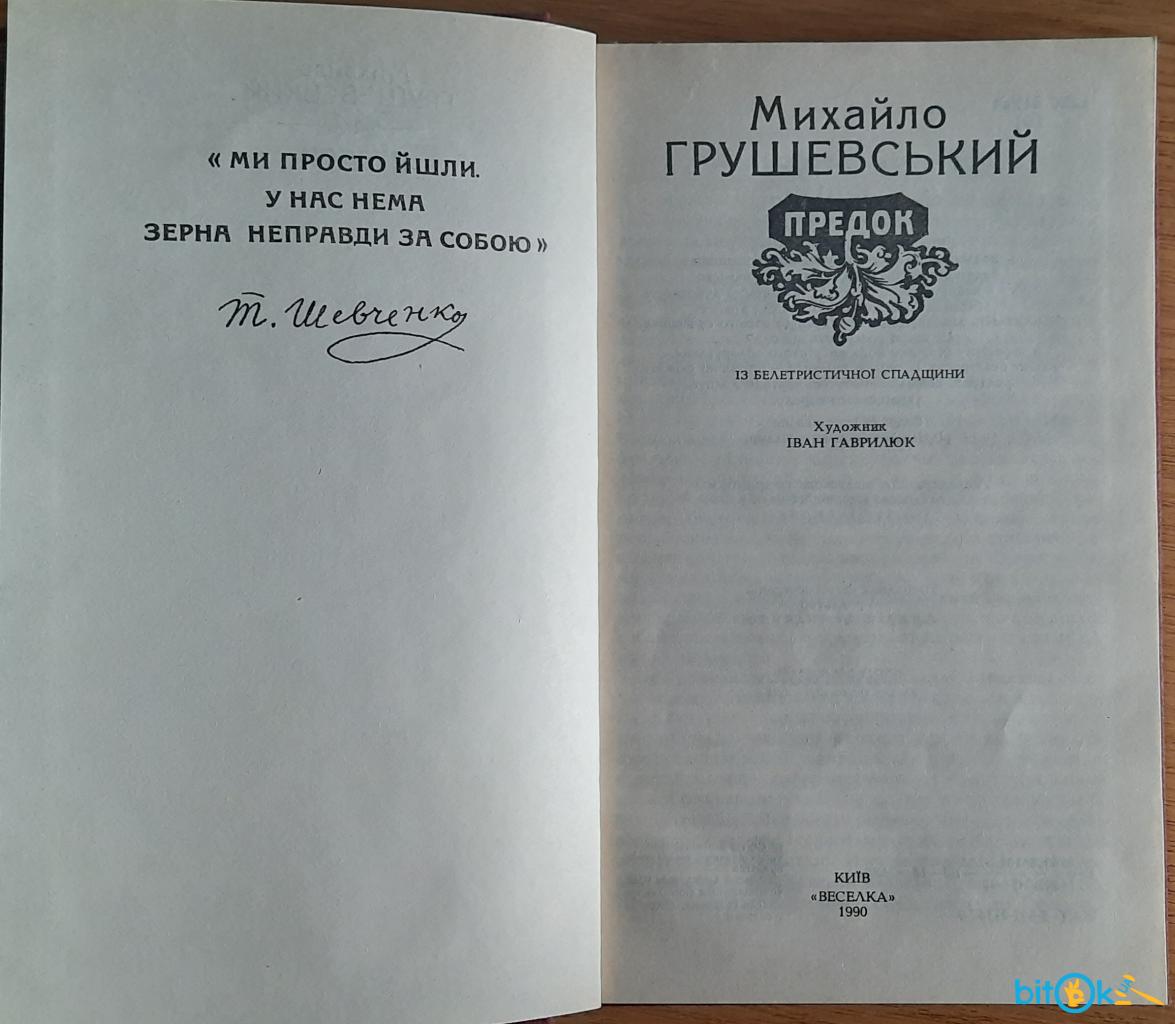 « МИ ПРОСТО ЙШЛИ.
У НАС НЕМА
ЗЕРНА НЕПРАВДИ ЗА СОБОЮ»
Т. Шевченко
Михайло
ГРУШЕВСЬКИЙ
ПРЕДОК
ІЗ БЕЛЕТРИСТИЧНОЇ СПАДЩИНИ
Художник
ІВАН ГАВРИЛЮК
КИЇВ
«ВЕСЕЛКА»
1990
bitok UA